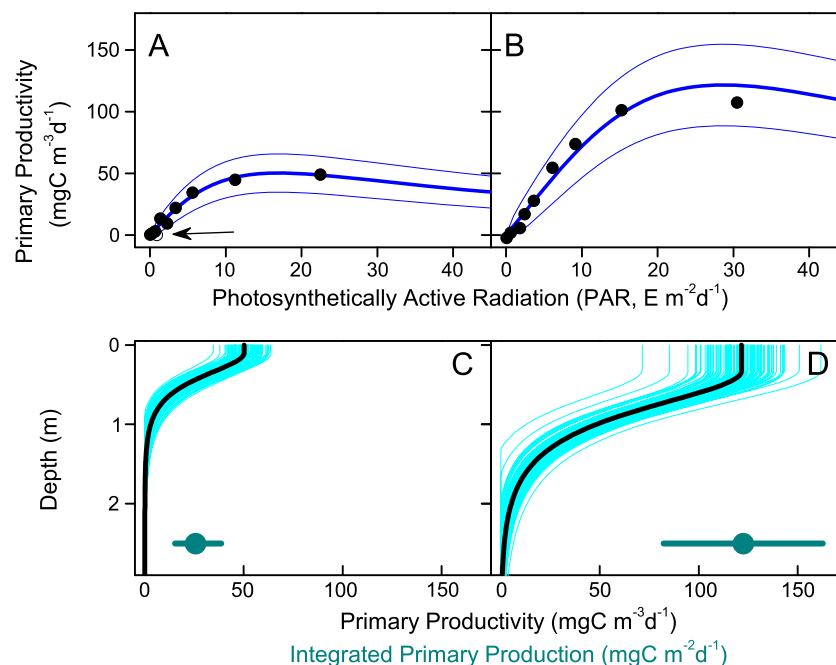 A B
Primary Productivity
(mgC m⁻³d⁻¹)
150
100
50
0
0 10 20 30 40 0 10 20 30 40
Photosynthetically Active Radiation (PAR, E m⁻²d⁻¹)
C D
Depth (m)
0
1
2
0 50 100 150 0 50 100 150
Primary Productivity (mgC m⁻³d⁻¹)
Integrated Primary Production (mgC m⁻²d⁻¹)